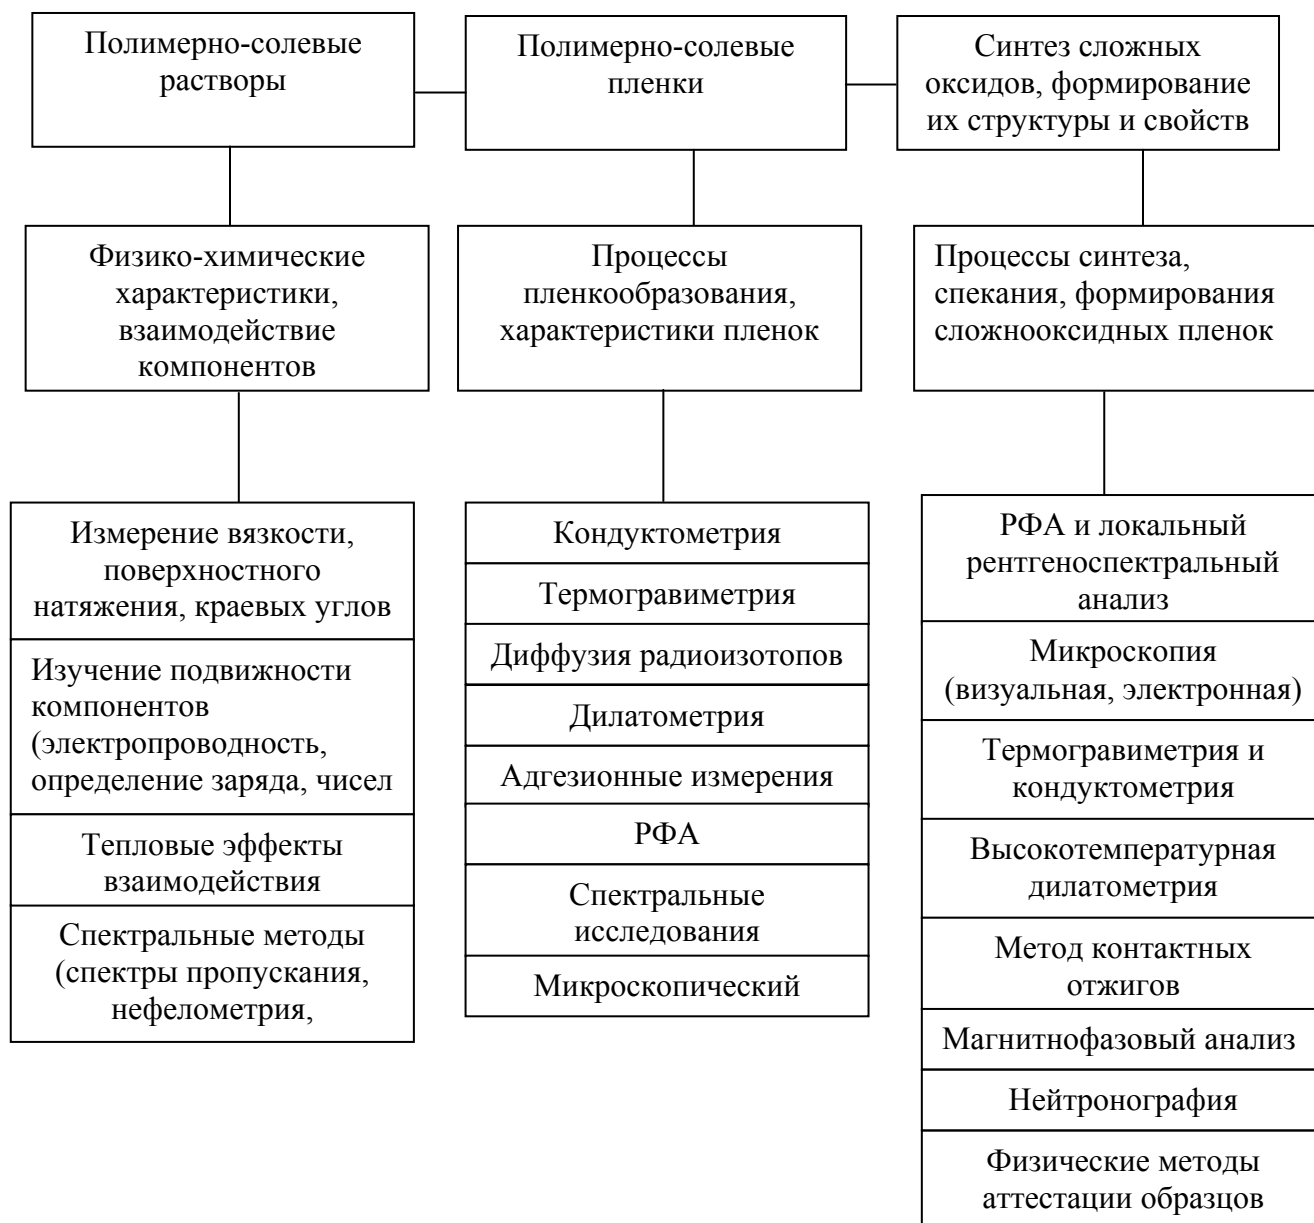 Полимерно-солевые
растворы
Полимерно-солевые
пленки
Синтез сложных
оксидов, формирование
их структуры и свойств
Физико-химические
характеристики,
взаимодействие
компонентов
Процессы
пленкообразования,
характеристики пленок
Процессы синтеза,
спекания, формирования
сложнооксидных пленок
Измерение вязкости,
поверхностного
натяжения, краевых углов
Изучение подвижности
компонентов
(электропроводность,
определение заряда, чисел
Тепловые эффекты
взаимодействия
Спектральные методы
(спектры пропускания,
нефелометрия,
Кондуктометрия
Термогравиметрия
Диффузия радиоизотопов
Дилатометрия
Адгезионные измерения
РФА
Спектральные
исследования
Микроскопический
РФА и локальный
рентгеноспектральный
анализ
Микроскопия
(визуальная, электронная)
Термогравиметрия и
кондуктометрия
Высокотемпературная
дилатометрия
Метод контактных
отжигов
Магнитнофазовый анализ
Нейтронография
Физические методы
аттестации образцов